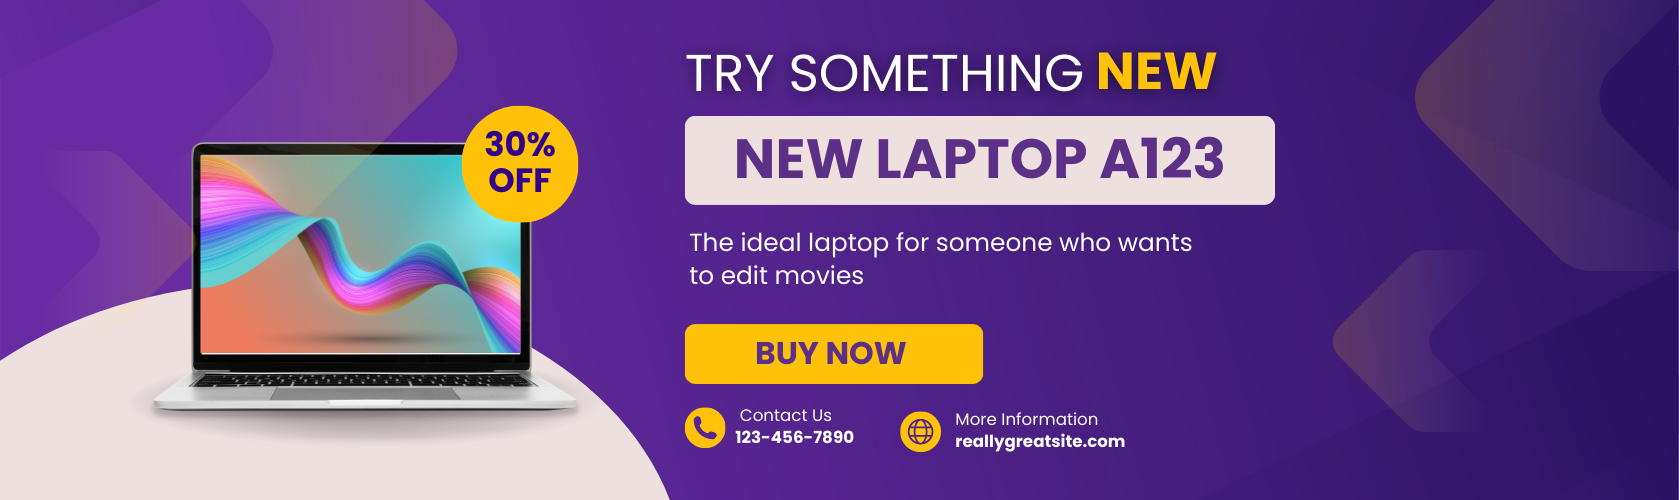 30%
OFF
TRY SOMETHING NEW
NEW LAPTOP A123
The ideal laptop for someone who wants
to edit movies
BUY NOW
Contact Us
123-456-7890
More Information
reallygreatsite.com